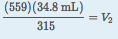 (559)(34.8 mL)
315 = V₂